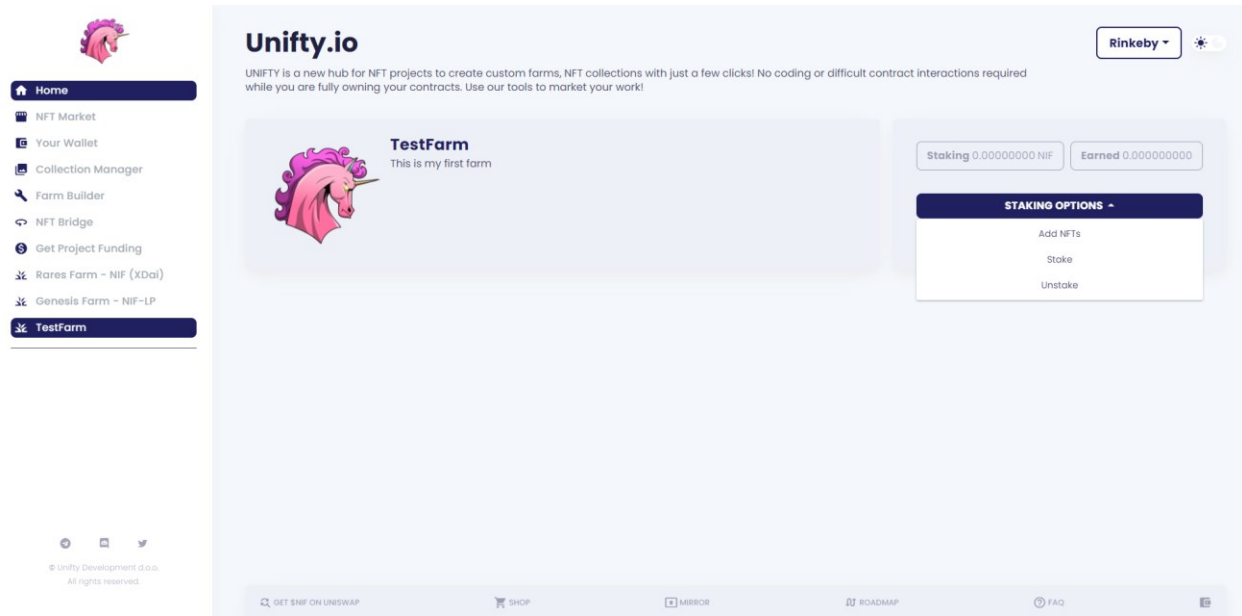 Unifty.io
Rinkeby
UNIFTY is a new hub for NFT projects to create custom farms, NFT collections with just a few clicks! No coding or difficult contract interactions required
while you are fully owning your contracts. Use our tools to market your work!
Home
NFT Market
Your Wallet
Collection Manager
Farm Builder
NFT Bridge
Get Project Funding
Rares Farm - NIF (XDai)
Genesis Farm - NIF-LP
TestFarm
TestFarm
This is my first farm
Staking 0.00000000 NIF
Earned 0.000000000
STAKING OPTIONS
Add NFTs
Stake
Unstake
© Unifty Development d.o.o.
All rights reserved.
GET $NIF ON UNISWAP
SHOP
MIRROR
ROADMAP
FAQ